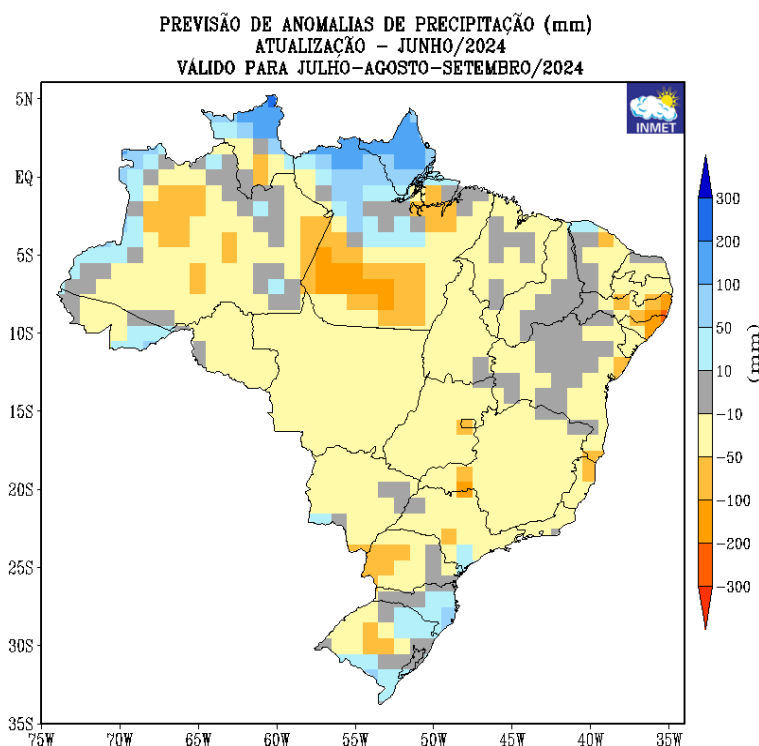 PREVISÃO DE ANOMALIAS DE PRECIPITAÇÃO (mm)
ATUALIZAÇÃO – JUNHO/2024
VÁLIDO PARA JULHO–AGOSTO–SETEMBRO/2024
INMET
5N
EQ
5S
10S
15S
20S
25S
30S
35S
75W 70W 65W 60W 55W 50W 45W 40W 35W
300
200
100
50
10
-10
-50
-100
-200
-300
(mm)